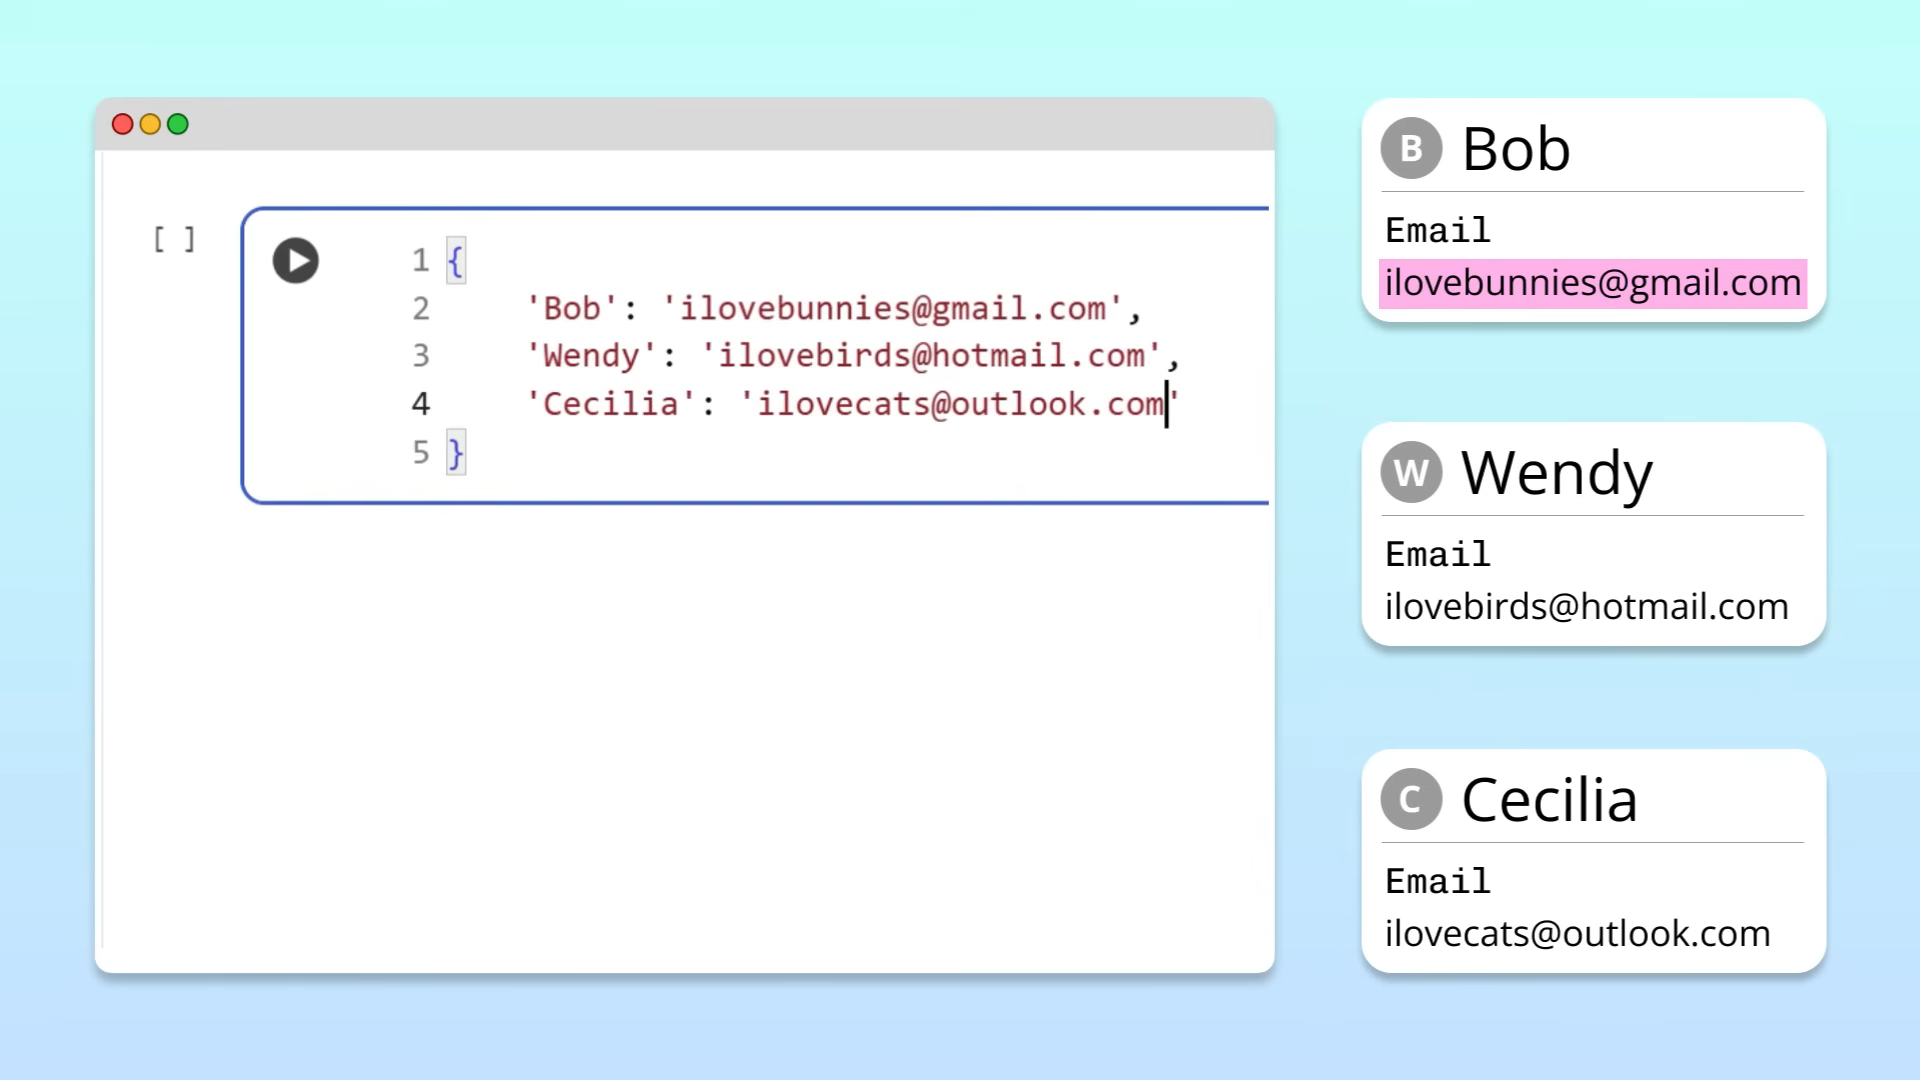 [ ]
1 {
2 'Bob': 'ilovebunnies@gmail.com',
3 'Wendy': 'ilovebirds@hotmail.com',
4 'Cecilia': 'ilovecats@outlook.com'
5 }
B Bob
Email
ilovebunnies@gmail.com
W Wendy
Email
ilovebirds@hotmail.com
C Cecilia
Email
ilovecats@outlook.com